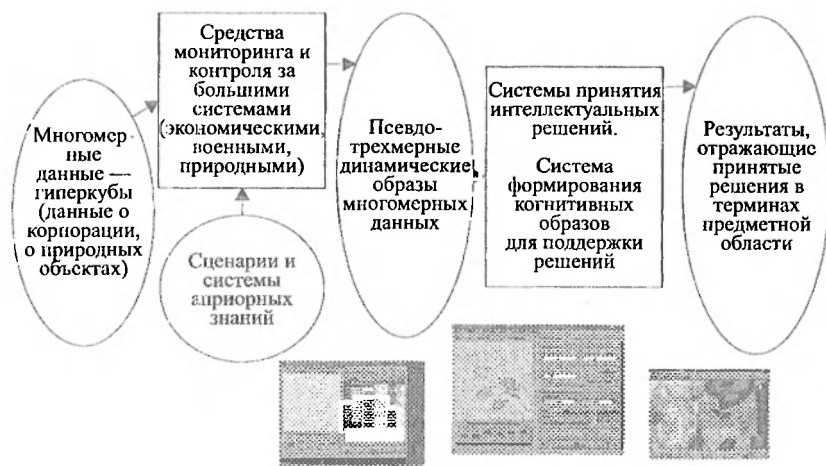 Многомер
ные
данные —
гиперкубы
(данные о
корпорации,
о природных
объектах)
Средства
мониторинга и
контроля за
большими
системами
(экономическими,
военными,
природными)
Сценарии и
системы
априорных
знаний
Псевдо-
трехмерные
динамические
образы
многомерных
данных
Системы принятия
интеллектуальных
решений.
Система
формирования
когнитивных
образов
для поддержки
решений
Результаты,
отражающие
принятые
решения в
терминах
предметной
области